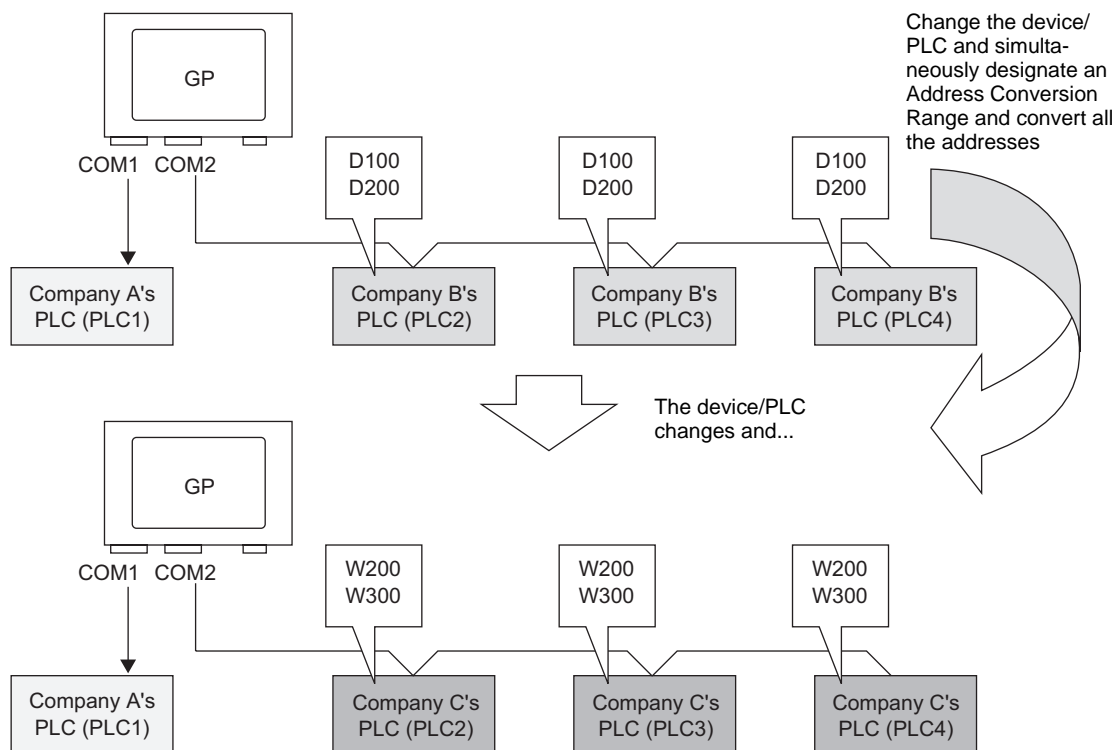 Change the device/
PLC and simulta-
neously designate an
Address Conversion
Range and convert all
the addresses
GP
COM1 COM2
D100
D200
D100
D200
D100
D200
Company A's
PLC (PLC1)
Company B's
PLC (PLC2)
Company B's
PLC (PLC3)
Company B's
PLC (PLC4)
The device/PLC
changes and...
GP
COM1 COM2
W200
W300
W200
W300
W200
W300
Company A's
PLC (PLC1)
Company C's
PLC (PLC2)
Company C's
PLC (PLC3)
Company C's
PLC (PLC4)